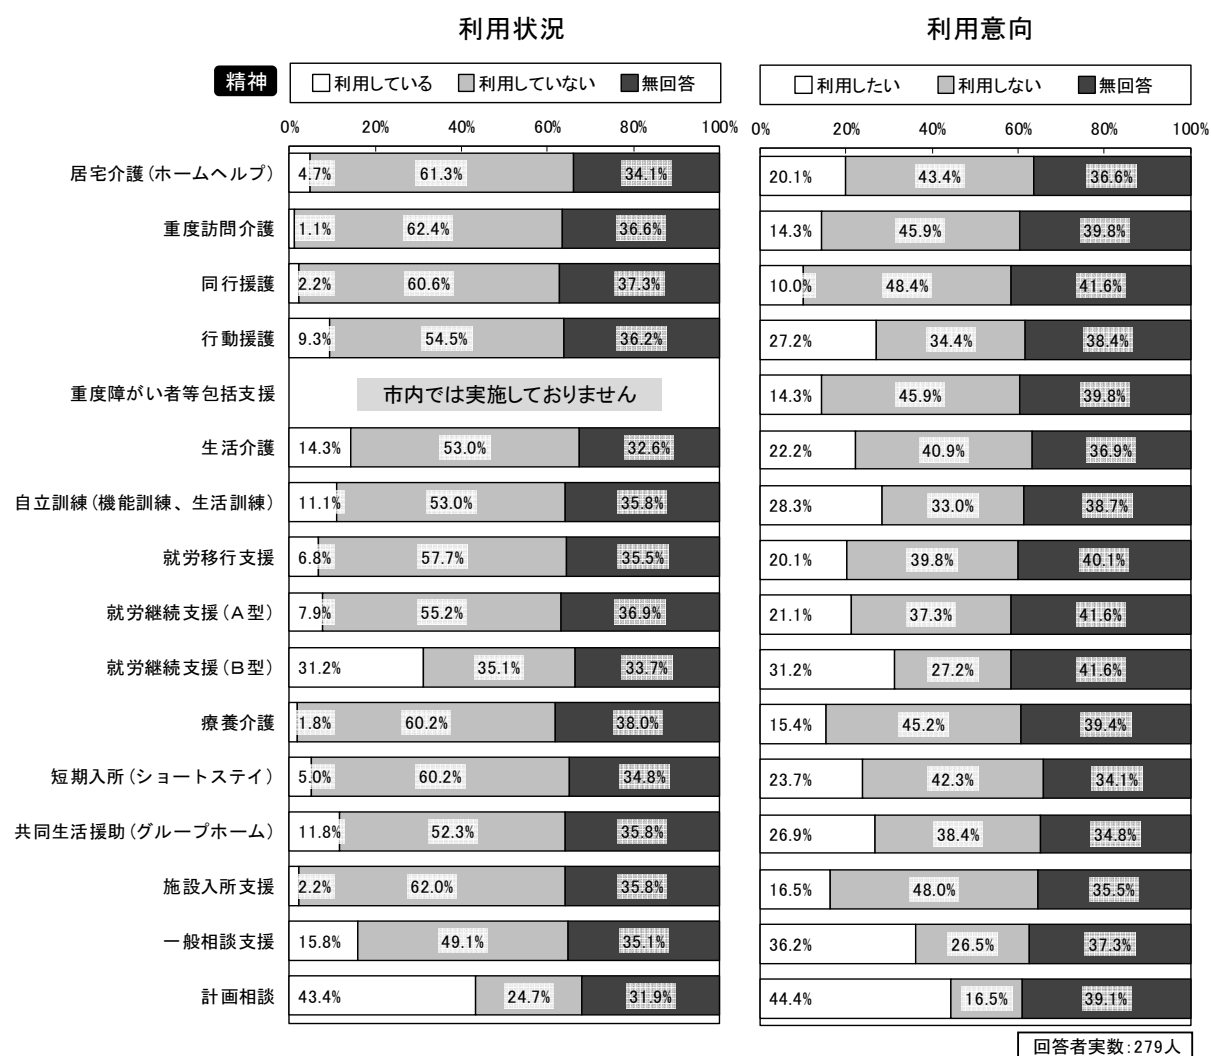 利用状況 利用意向
精神 利用している 利用していない 無回答 利用したい 利用しない 無回答
0% 20% 40% 60% 80% 100% 0% 20% 40% 60% 80% 100%
居宅介護(ホームヘルプ) 4.7% 61.3% 34.1% 20.1% 43.4% 36.6%
重度訪問介護 1.1% 62.4% 36.6% 14.3% 45.9% 39.8%
同行援護 2.2% 60.6% 37.3% 10.0% 48.4% 41.6%
行動援護 9.3% 54.5% 36.2% 27.2% 34.4% 38.4%
重度障がい者等包括支援 市内では実施しておりません 14.3% 45.9% 39.8%
生活介護 14.3% 53.0% 32.6% 22.2% 40.9% 36.9%
自立訓練(機能訓練、生活訓練) 11.1% 53.0% 35.8% 28.3% 33.0% 38.7%
就労移行支援 6.8% 57.7% 35.5% 20.1% 39.8% 40.1%
就労継続支援(A型) 7.9% 55.2% 36.9% 21.1% 37.3% 41.6%
就労継続支援(B型) 31.2% 35.1% 33.7% 31.2% 27.2% 41.6%
療養介護 1.8% 60.2% 38.0% 15.4% 45.2% 39.4%
短期入所(ショートステイ) 5.0% 60.2% 34.8% 23.7% 42.3% 34.1%
共同生活援助(グループホーム) 11.8% 52.3% 35.8% 26.9% 38.4% 34.8%
施設入所支援 2.2% 62.0% 35.8% 16.5% 48.0% 35.5%
一般相談支援 15.8% 49.1% 35.1% 36.2% 26.5% 37.3%
計画相談 43.4% 24.7% 31.9% 44.4% 16.5% 39.1%
回答者実数:279人